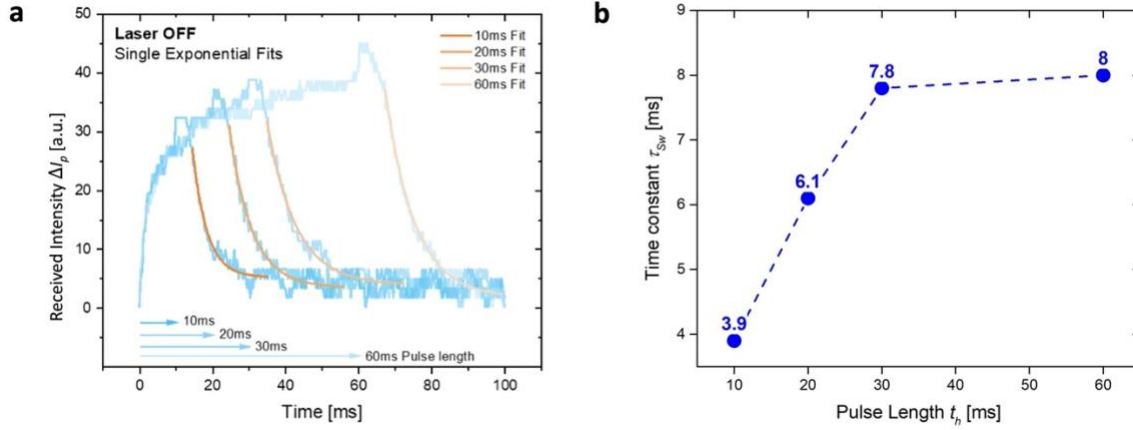 a
Laser OFF
Single Exponential Fits
10ms Fit
20ms Fit
30ms Fit
60ms Fit
Received Intensity ΔIₚ [a.u.]
50
40
30
20
10
0
10ms
20ms
30ms
60ms Pulse length
0 20 40 60 80 100
Time [ms]
b
Time constant τ_Sw [ms]
9
8
7
6
5
4
3.9
6.1
7.8
8
10 20 30 40 50 60
Pulse Length t_h [ms]